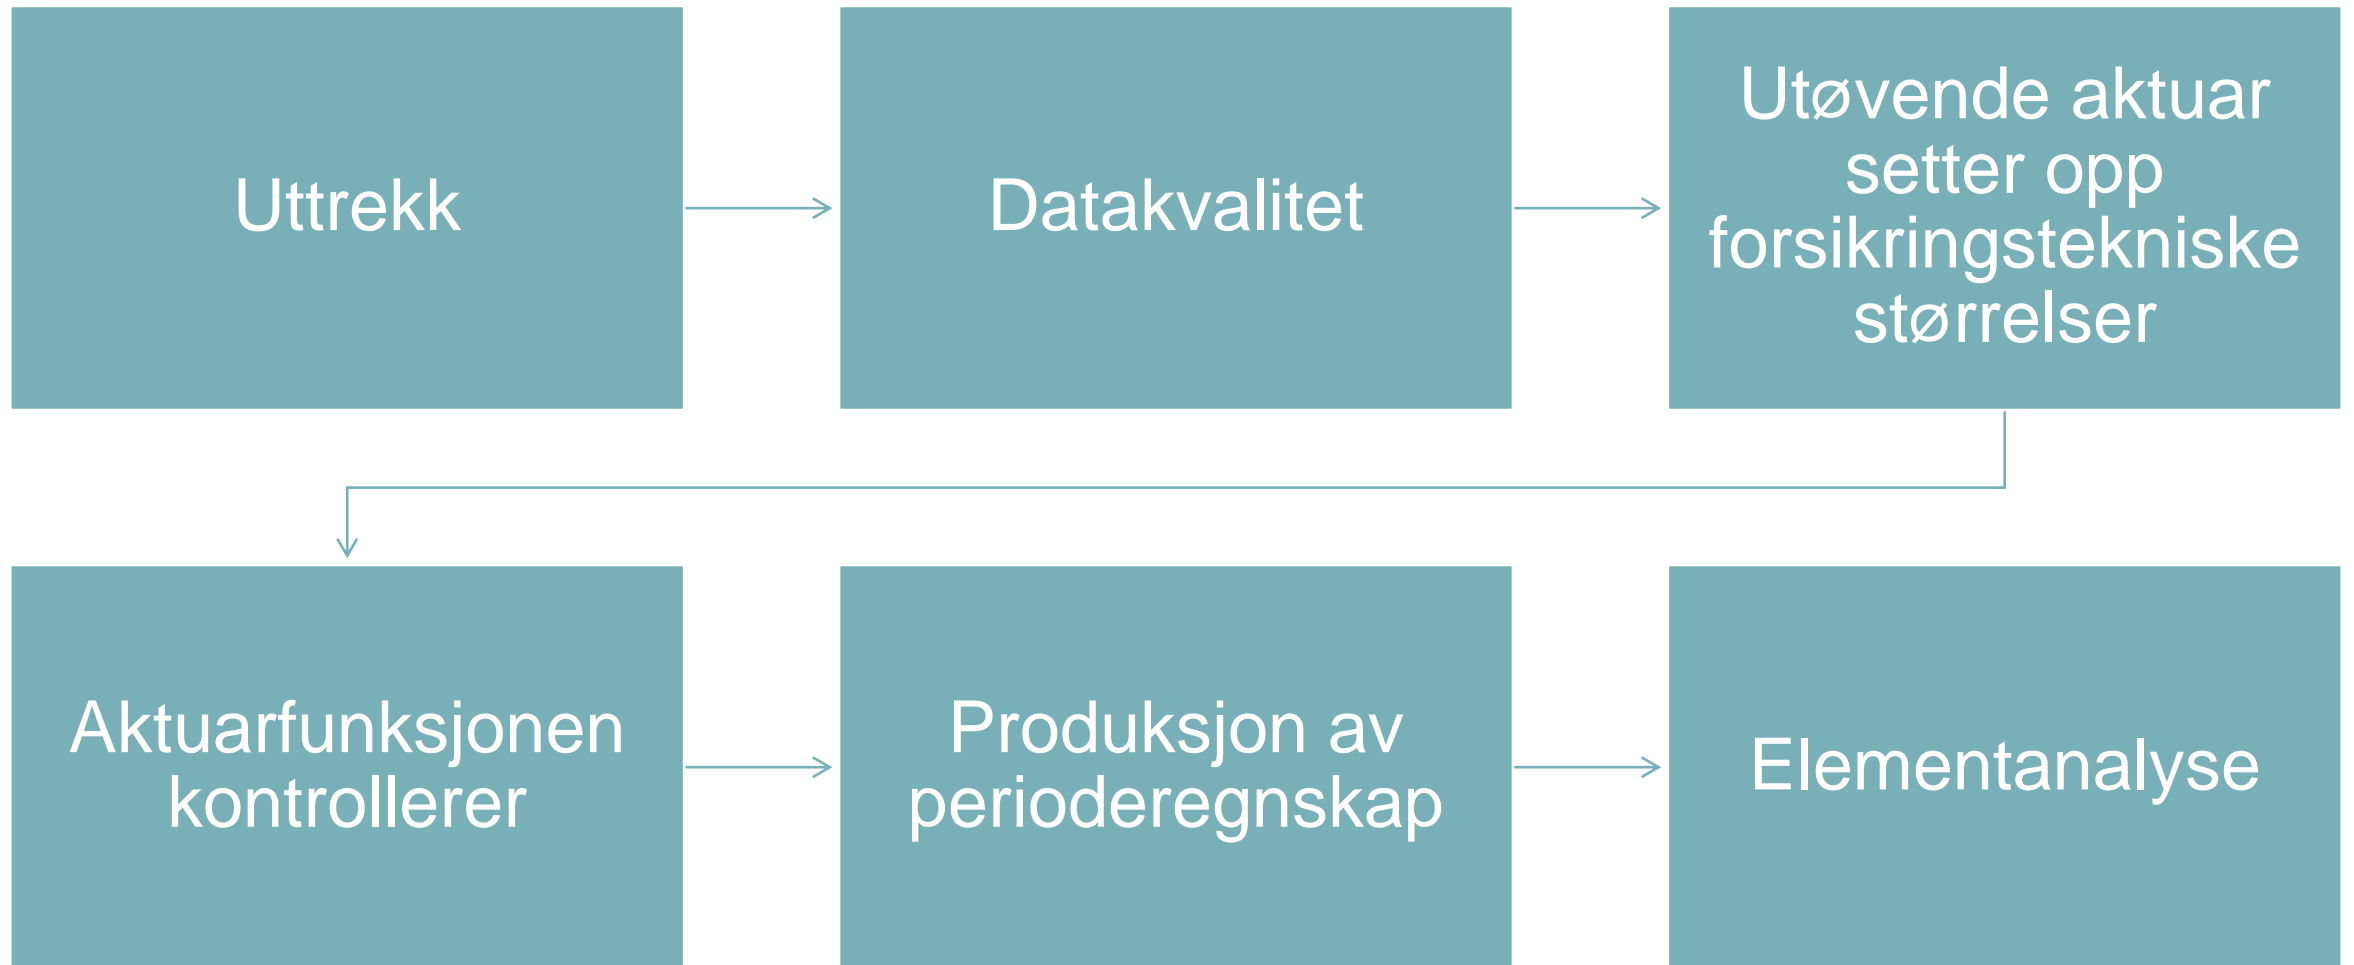 Uttrekk
Datakvalitet
Utøvende aktuar
setter opp
forsikringstekniske
størrelser
Aktuarfunksjonen
kontrollerer
Produksjon av
perioderegnskap
Elementanalyse